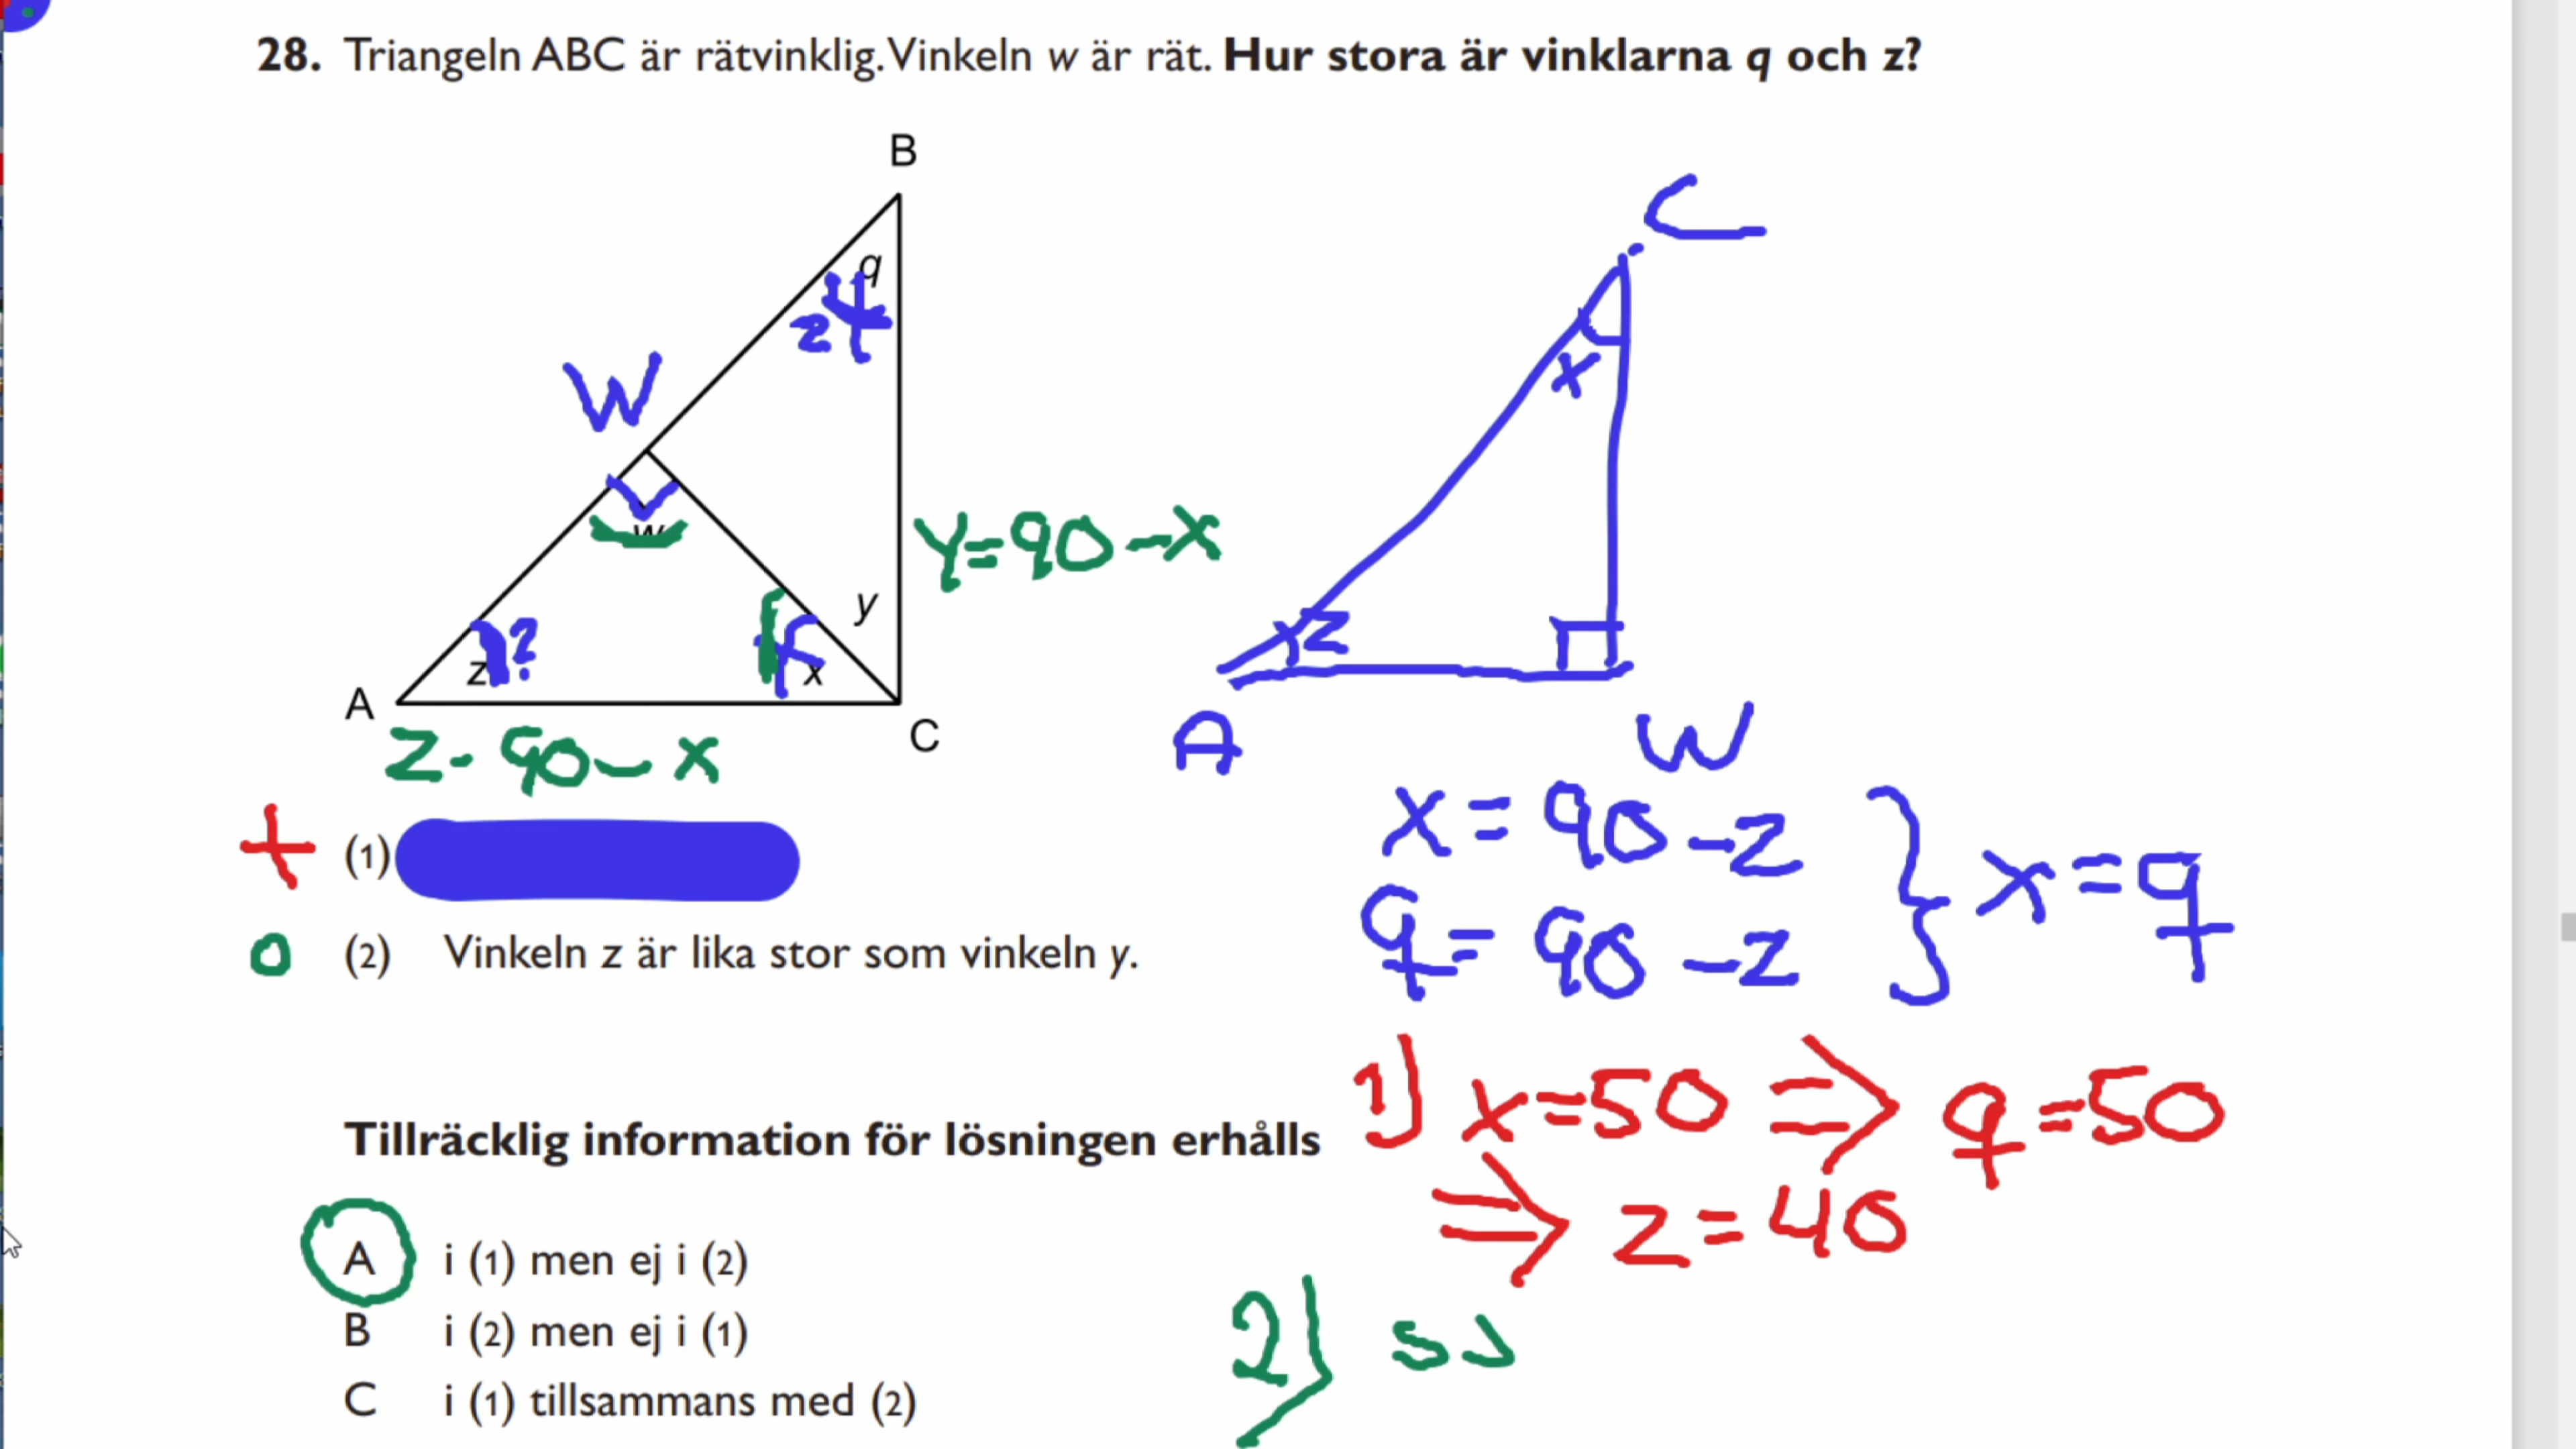 28. Triangeln ABC är rätvinklig. Vinkeln w är rät. Hur stora är vinklarna q och z?
B
C
q
z
x
W
w
y
y=90-x
z
?
x
z
A
C
A
W
z-90-x
x=90-z
x=q
(1)
q=90-z
(2) Vinkeln z är lika stor som vinkeln y.
1) x=50 ⇒ q=50
Tillräcklig information för lösningen erhålls
⇒ z=40
A i (1) men ej i (2)
B i (2) men ej i (1)
2)
C i (1) tillsammans med (2)